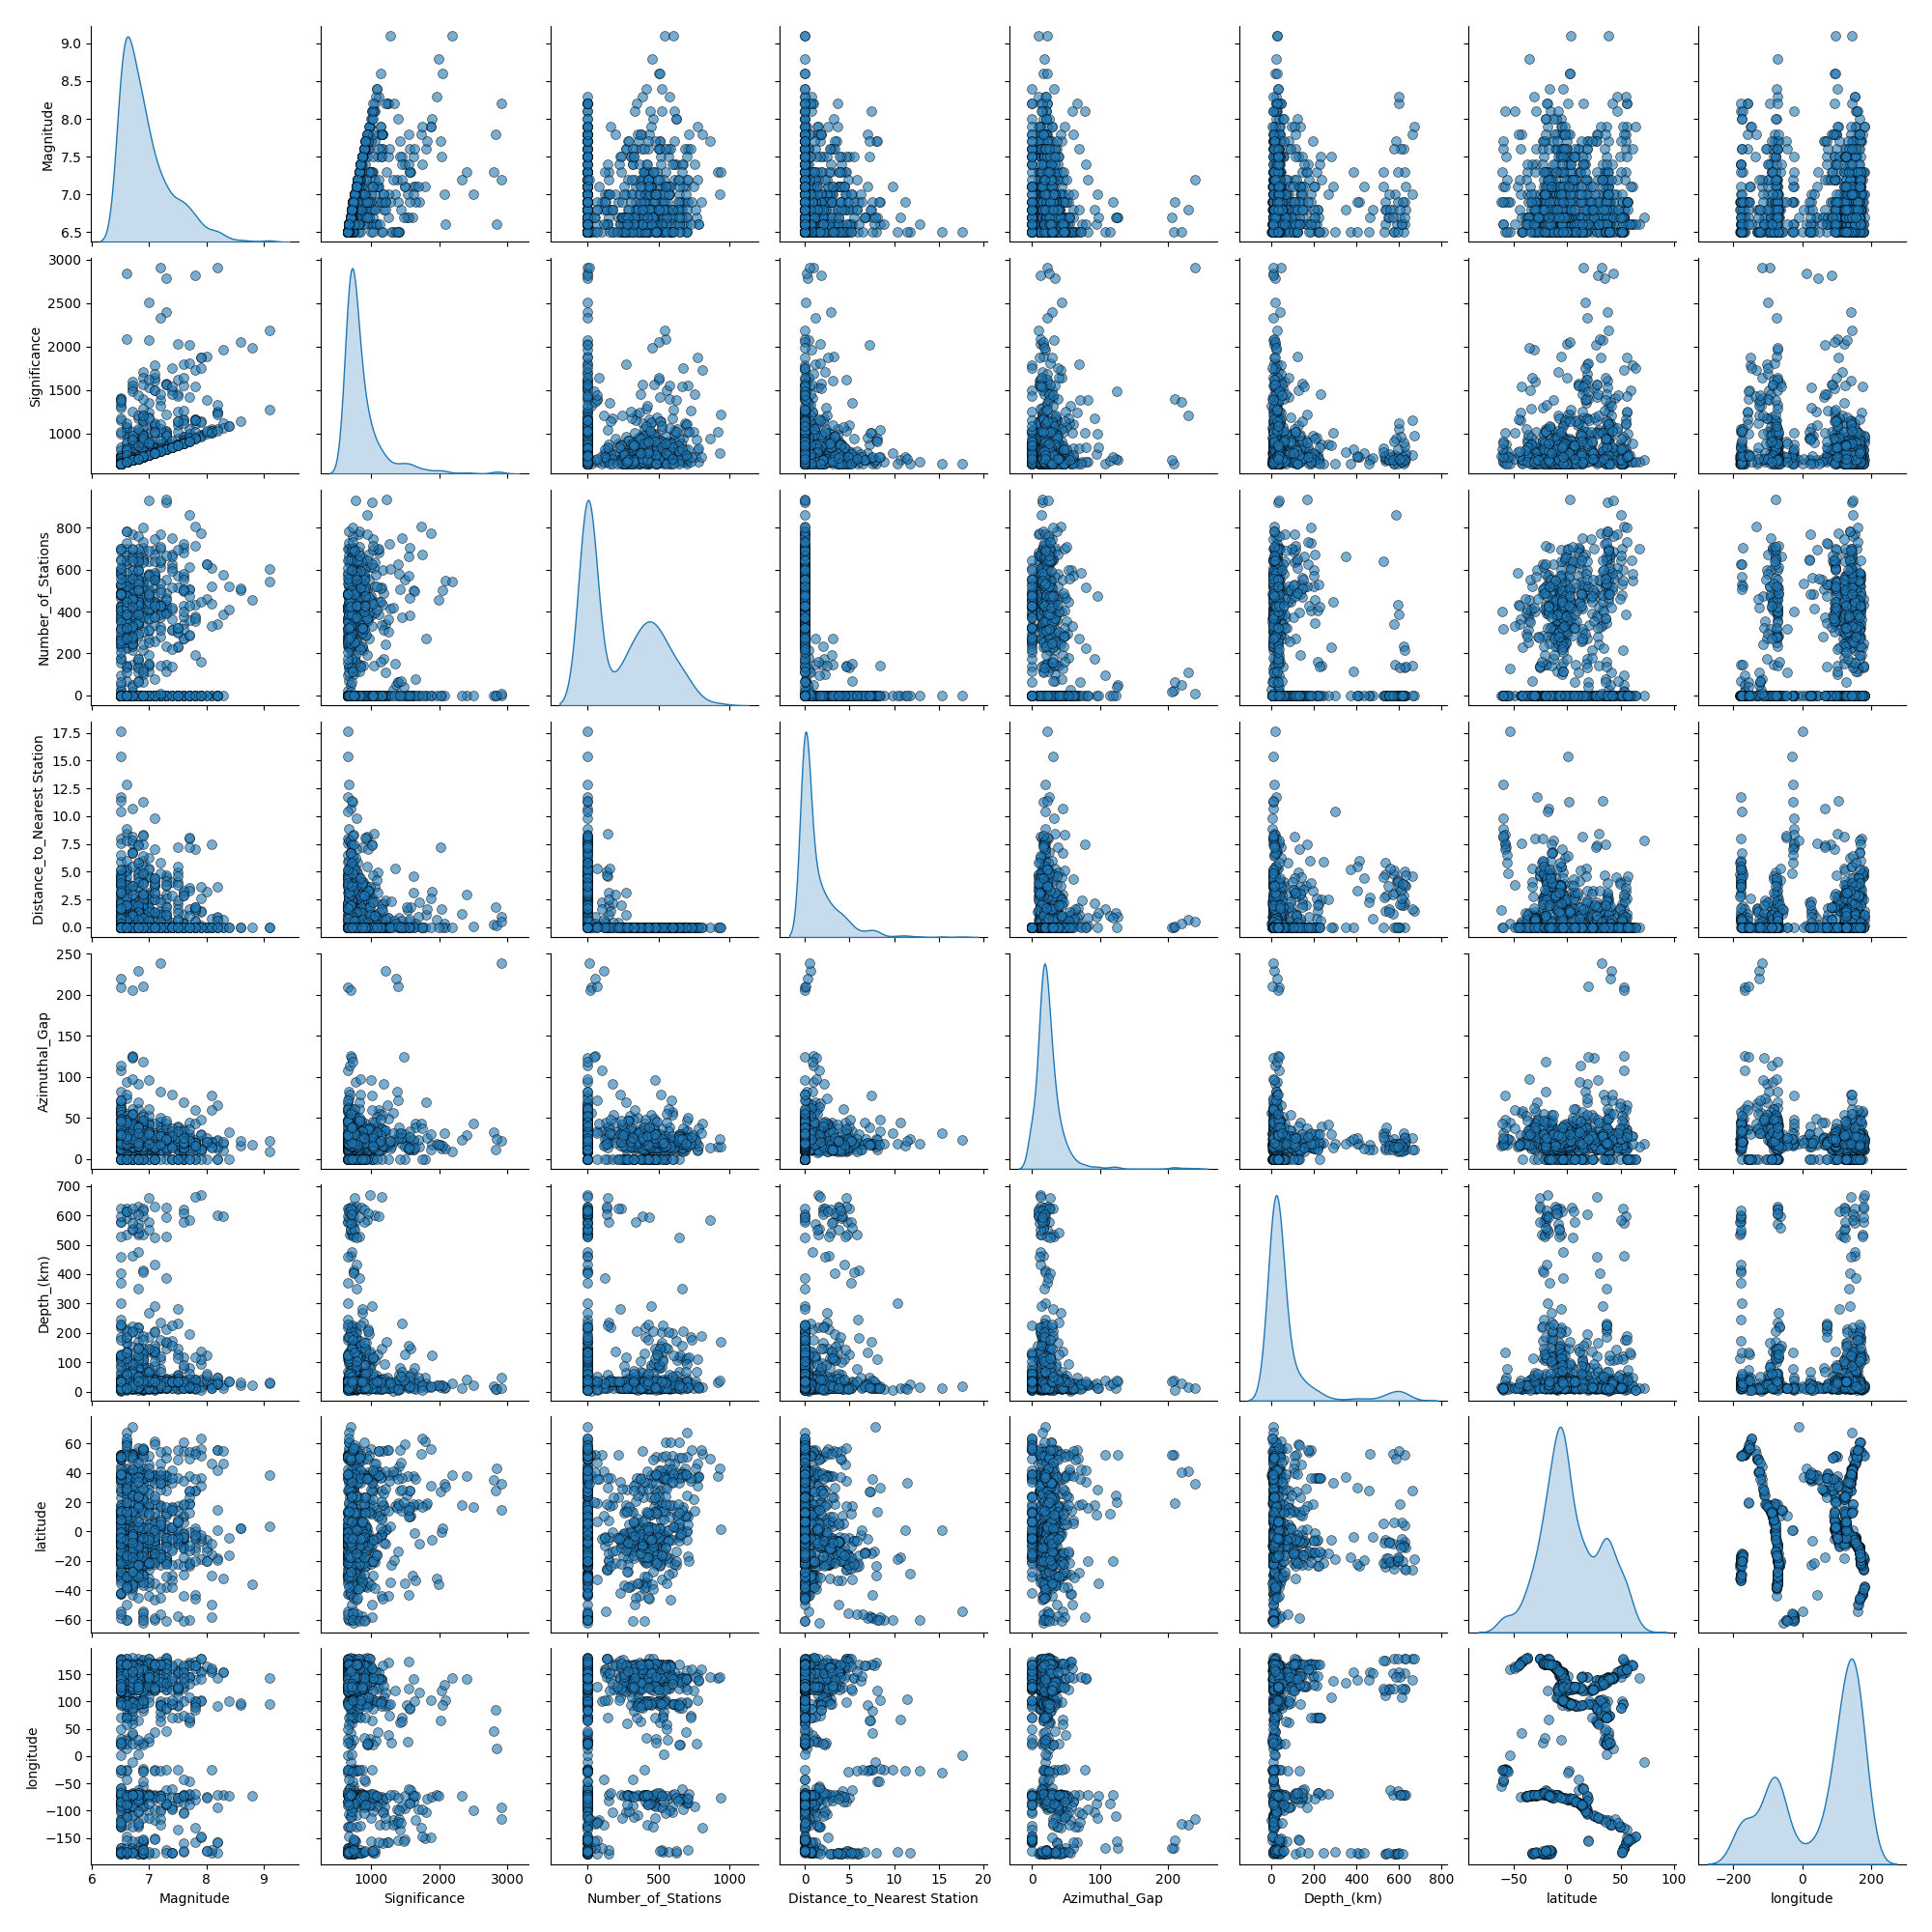 9.0
8.5
8.0
7.5
7.0
6.5
Magnitude
3000
2500
2000
1500
1000
Significance
800
600
400
200
0
Number_of_Stations
17.5
15.0
12.5
10.0
7.5
5.0
2.5
0.0
Distance_to_Nearest Station
250
200
150
100
50
0
Azimuthal_Gap
700
600
500
400
300
200
100
0
Depth_(km)
60
40
20
0
−20
−40
−60
latitude
150
100
50
0
−50
−100
−150
longitude
6 7 8 9
Magnitude
1000 2000 3000
Significance
0 500 1000
Number_of_Stations
0 5 10 15 20
Distance_to_Nearest Station
0 100 200
Azimuthal_Gap
0 200 400 600 800
Depth_(km)
−50 0 50 100
latitude
−200 0 200
longitude